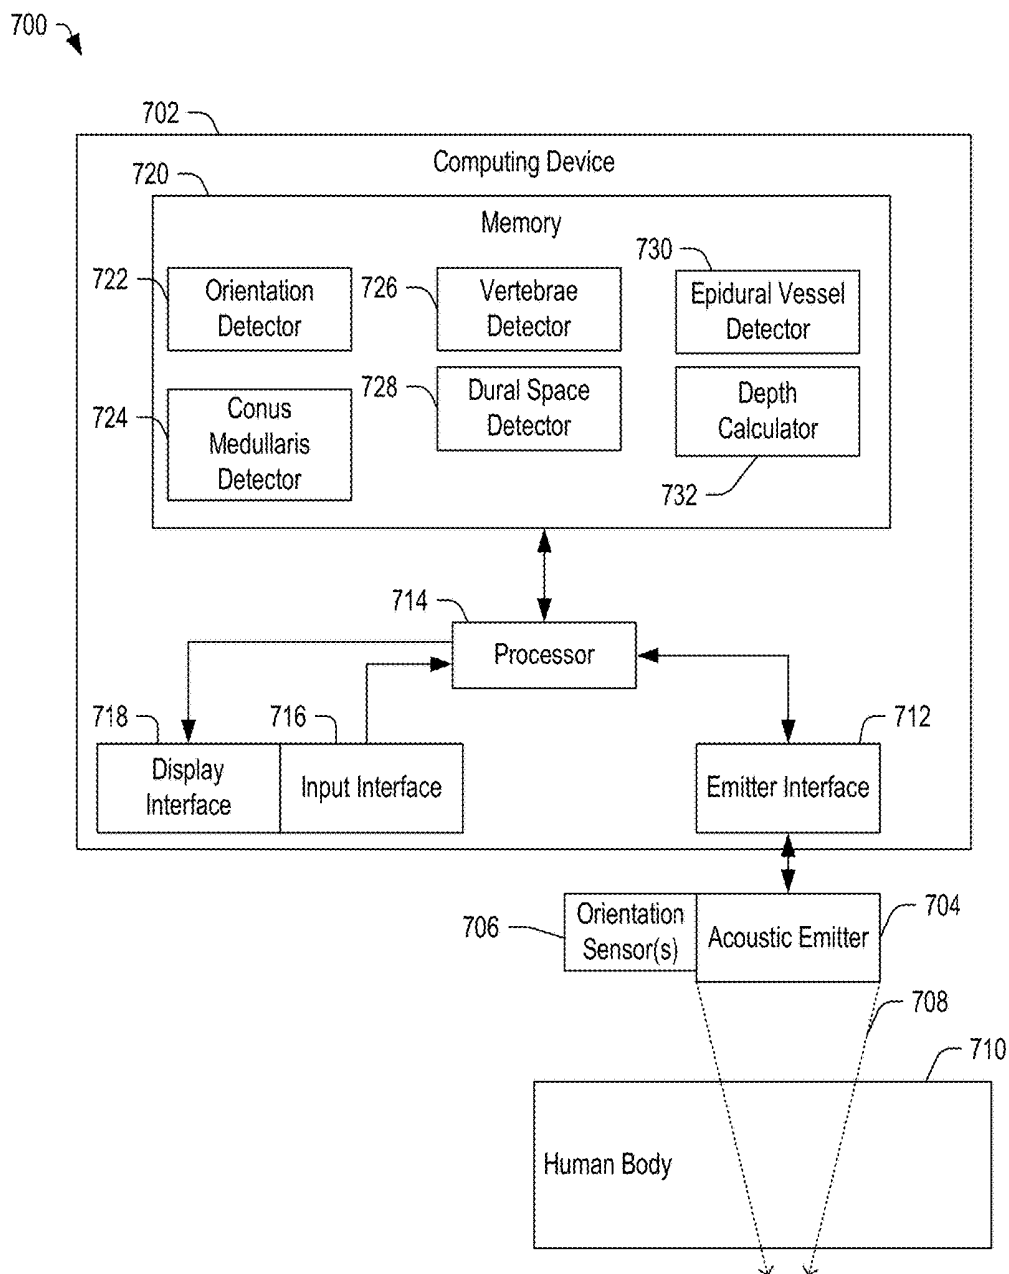 700
702
Computing Device
720
Memory
722
Orientation
Detector
726
Vertebrae
Detector
730
Epidural Vessel
Detector
724
Conus
Medullaris
Detector
728
Dural Space
Detector
Depth
Calculator
732
714
Processor
718
Display
Interface
716
Input Interface
712
Emitter Interface
706
Orientation
Sensor(s)
Acoustic Emitter
704
708
710
Human Body